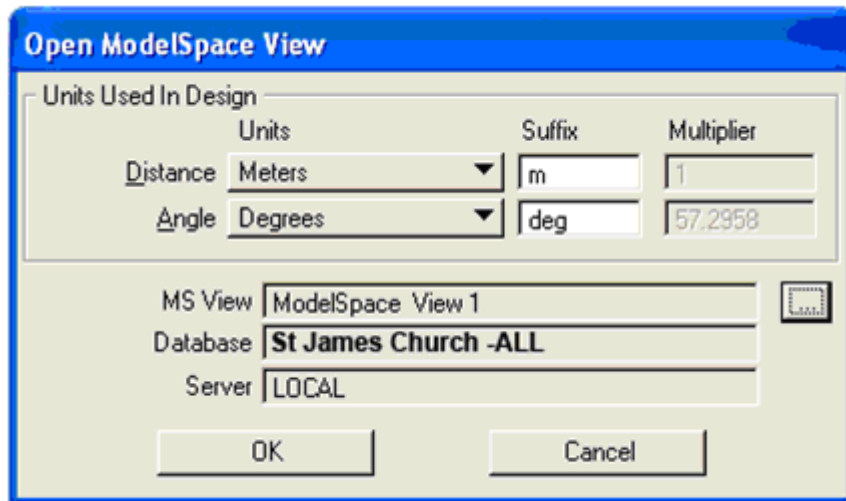 Open ModelSpace View
Units Used In Design
Units Suffix Multiplier
Distance Meters m 1
Angle Degrees deg 57.2958
MS View ModelSpace View 1 ...
Database St James Church -ALL
Server LOCAL
OK Cancel